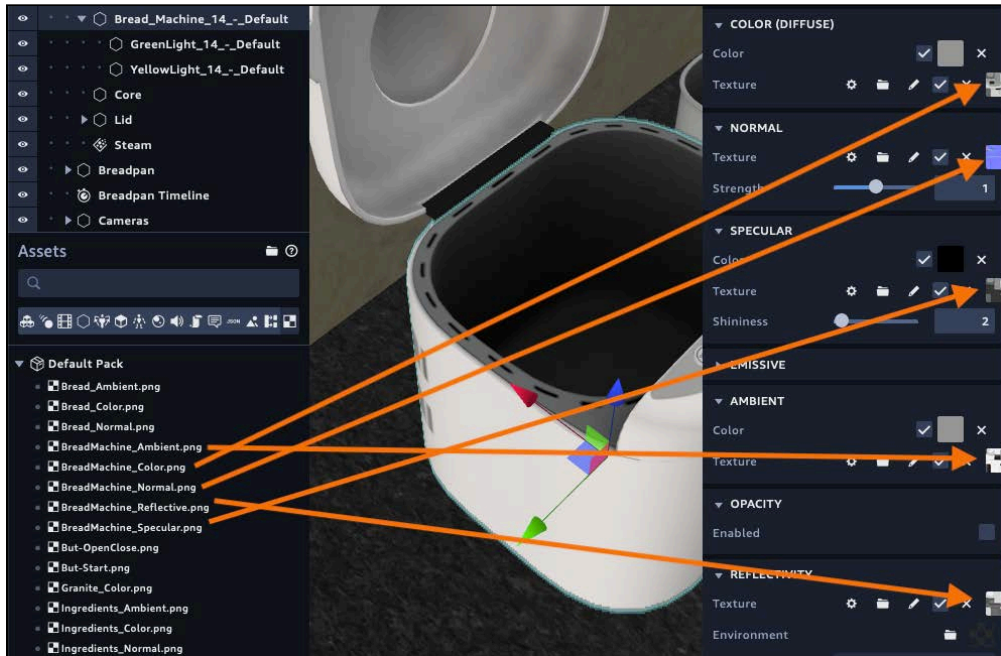 Bread_Machine_14_-_Default
GreenLight_14_-_Default
YellowLight_14_-_Default
Core
Lid
Steam
Breadpan
Breadpan Timeline
Cameras
Assets
JSON
Default Pack
Bread_Ambient.png
Bread_Color.png
Bread_Normal.png
BreadMachine_Ambient.png
BreadMachine_Color.png
BreadMachine_Normal.png
BreadMachine_Reflective.png
BreadMachine_Specular.png
But-OpenClose.png
But-Start.png
Granite_Color.png
Ingredients_Ambient.png
Ingredients_Color.png
Ingredients_Normal.png
COLOR (DIFFUSE)
Color
Texture
NORMAL
Texture
Strength
1
SPECULAR
Color
Texture
Shininess
2
EMISSIVE
AMBIENT
Color
Texture
OPACITY
Enabled
REFLECTIVITY
Texture
Environment